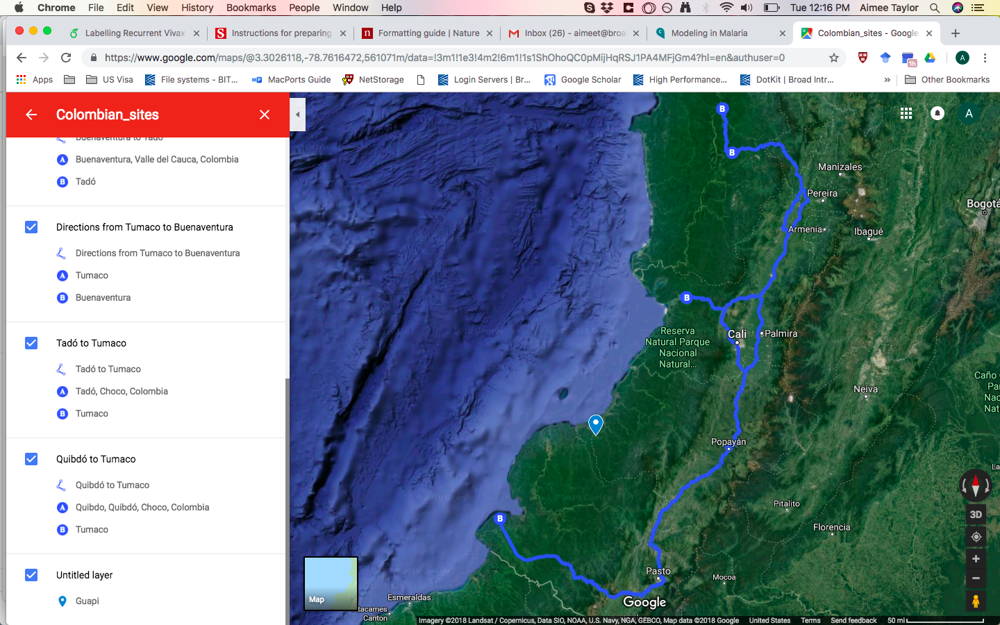 Chrome File Edit View History Bookmarks People Window Help Tue 12:16 PM Aimee Taylor
Labelling Recurrent Vivax Instructions for preparing Formatting guide | Nature Inbox (26) - aimeet@broa Modeling in Malaria Colombian_sites - Google
https://www.google.com/maps/@3.3026118,-78.7616472,561071m/data=!3m1!1e3!4m2!6m1!1s1ShOhoQC0pMijHqRSJ1PA4MFjGm4?hl=en&authuser=0
1h
A
Apps US Visa File systems - BIT... MacPorts Guide NetStorage Login Servers | Br... Google Scholar High Performance... DotKit | Broad Intr... » Other Bookmarks
Colombian_sites
Buenaventura to Tadó
A Buenaventura, Valle del Cauca, Colombia
B Tadó
Directions from Tumaco to Buenaventura
Directions from Tumaco to Buenaventura
A Tumaco
B Buenaventura
Tadó to Tumaco
Tadó to Tumaco
A Tadó, Choco, Colombia
B Tumaco
Quibdó to Tumaco
Quibdó to Tumaco
A Quibdo, Quibdó, Choco, Colombia
B Tumaco
Untitled layer
Guapi
B
A
B
Manizales
Pereira
Bogotá
Armenia
Ibagué
B
Reserva
Natural Parque
Nacional
Natural...
Cali
Palmira
Caño
Neiva
Nac
Nat
Popayán
La
Pitalito
3D
B
Florencia
Pasto
Mocoa
Map
Esmeraldas
Google
tacames
Canton
Imagery ©2018 Landsat / Copernicus, Data SIO, NOAA, U.S. Navy, NGA, GEBCO, Map data ©2018 Google United States Terms Send feedback 50 mi